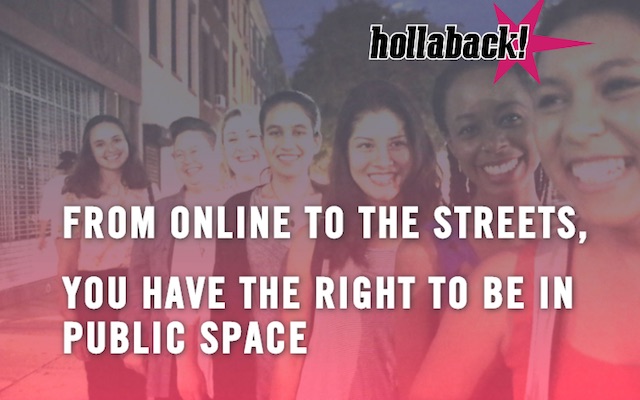 hollaback!
FROM ONLINE TO THE STREETS,
YOU HAVE THE RIGHT TO BE IN
PUBLIC SPACE